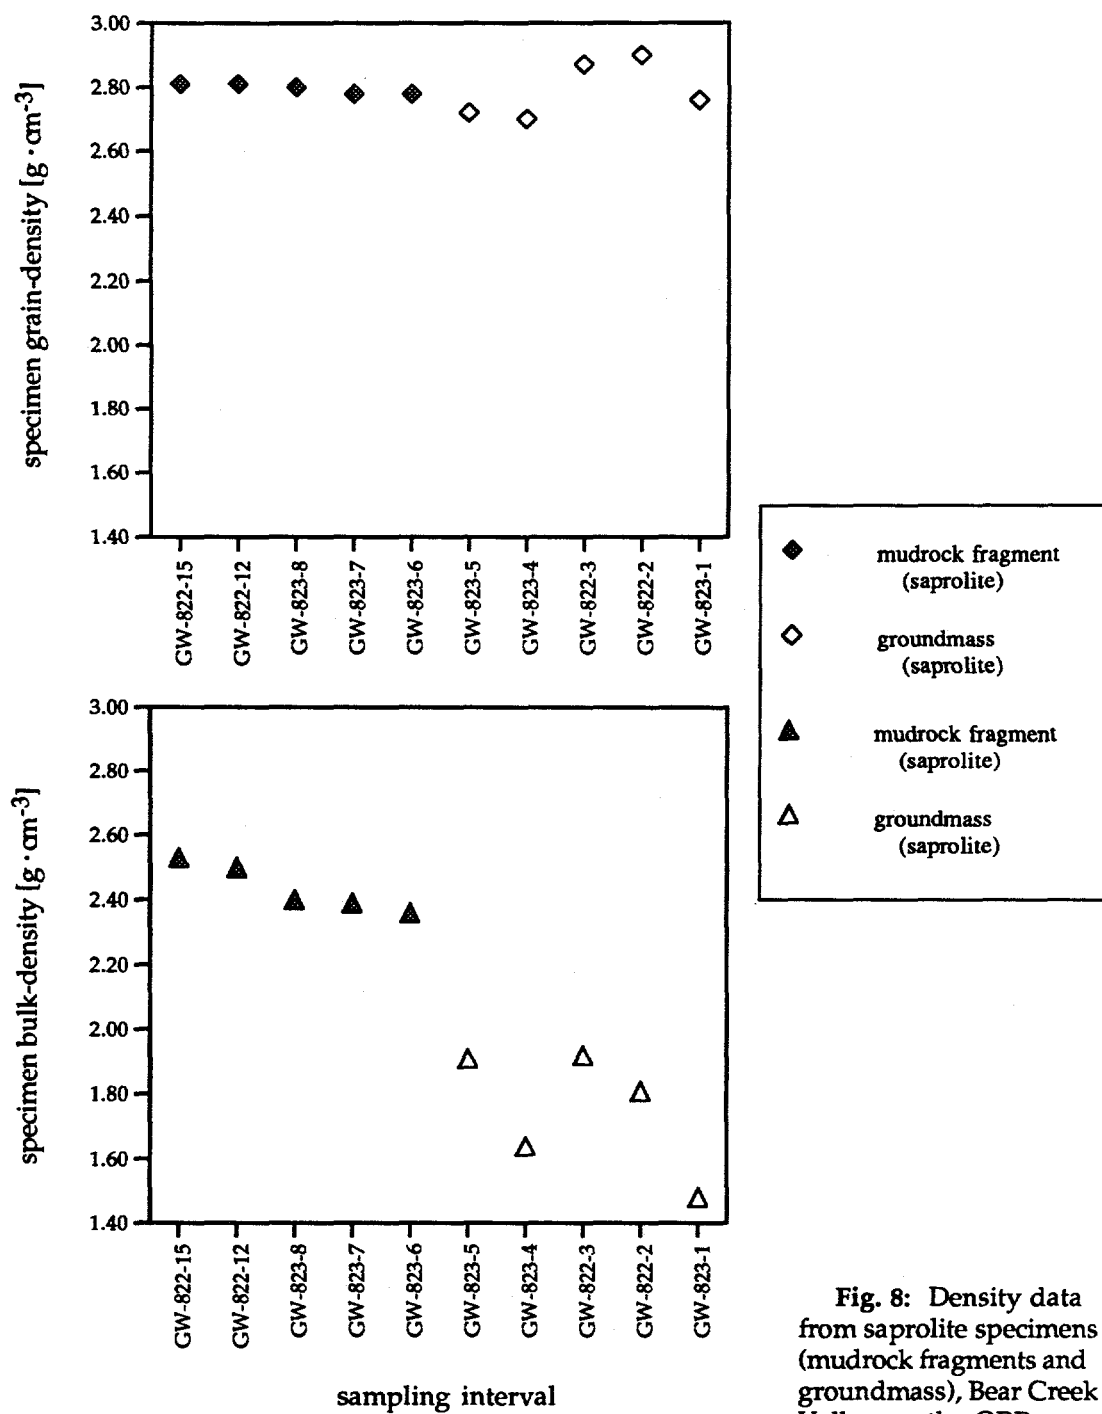 3.00
2.80
2.60
2.40
2.20
2.00
1.80
1.60
1.40
specimen grain-density [g · cm-3]
GW-822-15
GW-822-12
GW-823-8
GW-823-7
GW-823-6
GW-823-5
GW-823-4
GW-822-3
GW-822-2
GW-823-1
mudrock fragment
(saprolite)
groundmass
(saprolite)
mudrock fragment
(saprolite)
groundmass
(saprolite)
3.00
2.80
2.60
2.40
2.20
2.00
1.80
1.60
1.40
specimen bulk-density [g · cm-3]
GW-822-15
GW-822-12
GW-823-8
GW-823-7
GW-823-6
GW-823-5
GW-823-4
GW-822-3
GW-822-2
GW-823-1
sampling interval
Fig. 8: Density data
from saprolite specimens
(mudrock fragments and
groundmass), Bear Creek